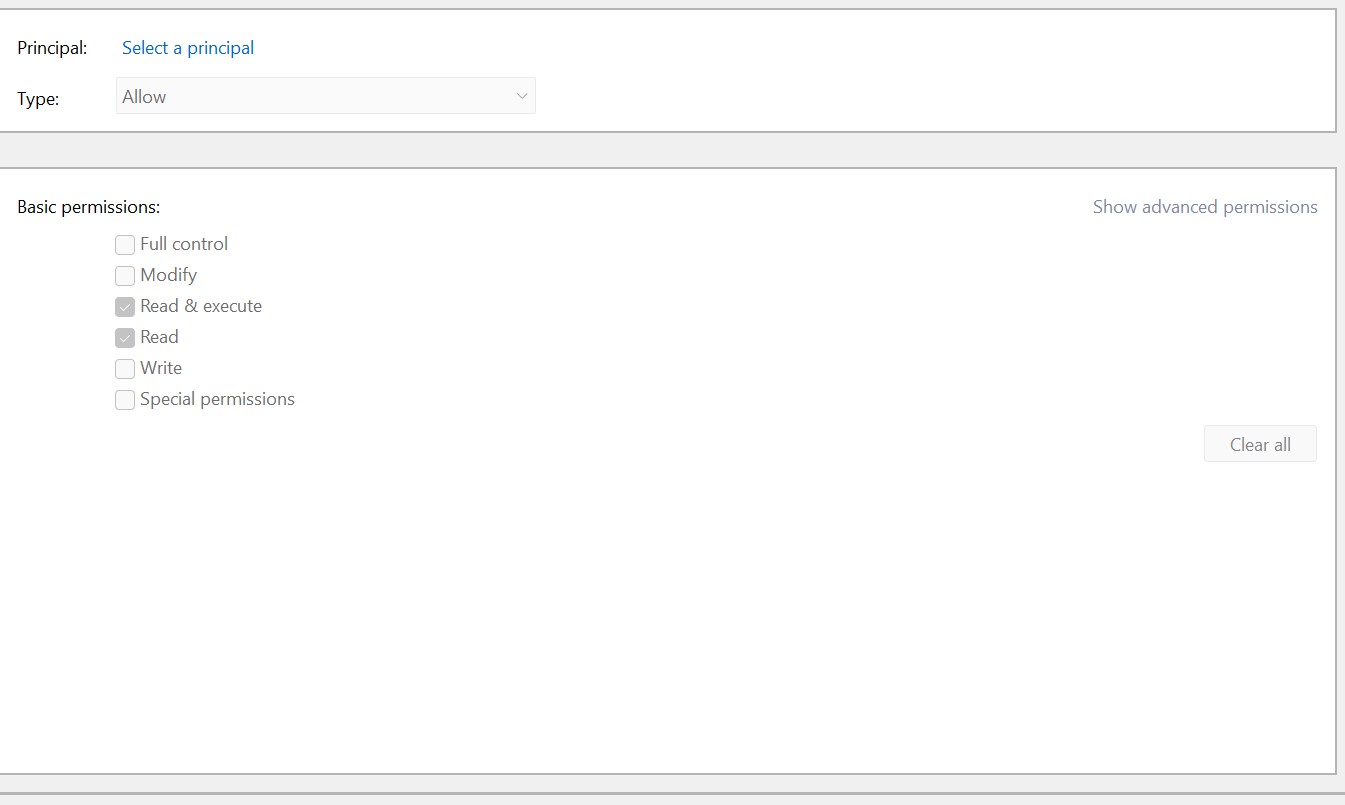 Principal: Select a principal
Type: Allow
Basic permissions: Show advanced permissions
Full control
Modify
Read & execute
Read
Write
Special permissions
Clear all